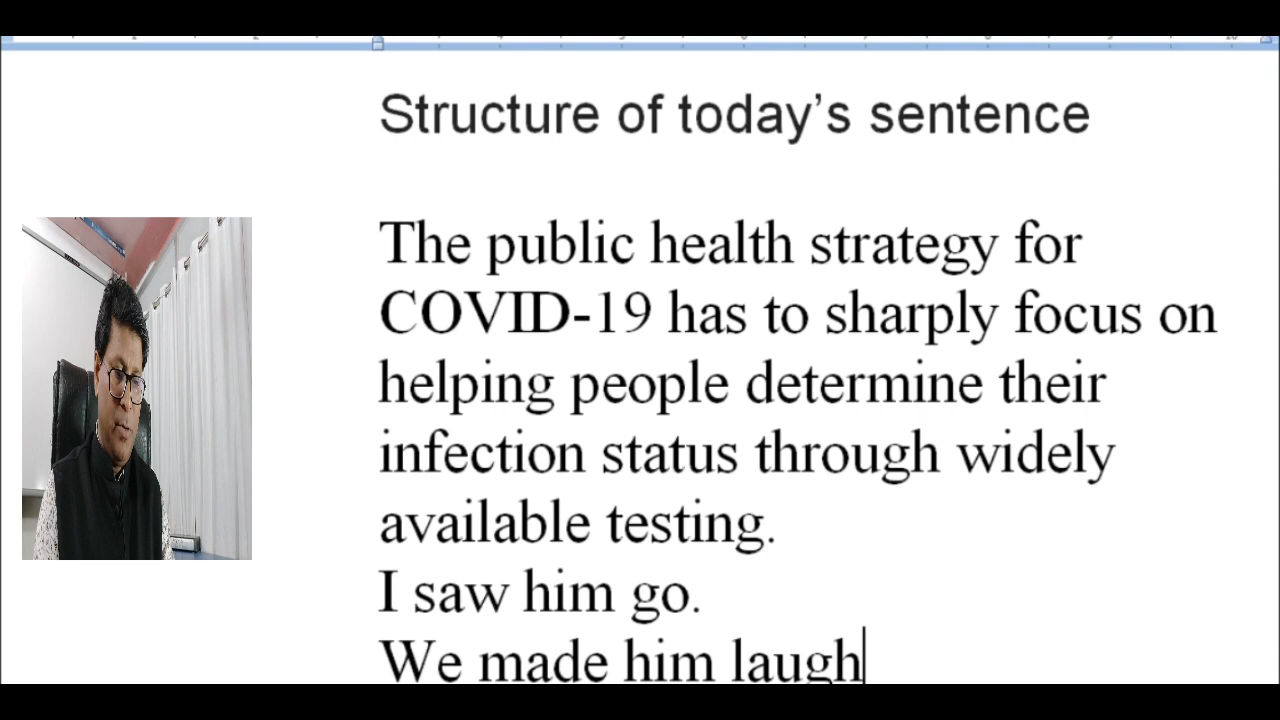 Structure of today’s sentence
The public health strategy for
COVID-19 has to sharply focus on
helping people determine their
infection status through widely
available testing.
I saw him go.
We made him laugh